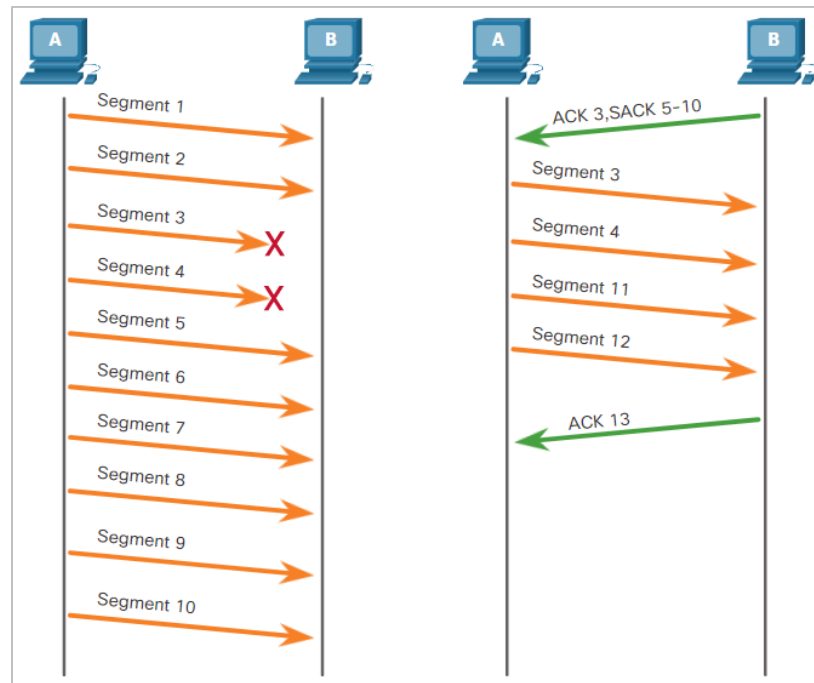 A
B
Segment 1
Segment 2
Segment 3
X
Segment 4
X
Segment 5
Segment 6
Segment 7
Segment 8
Segment 9
Segment 10
A
B
ACK 3,SACK 5-10
Segment 3
Segment 4
Segment 11
Segment 12
ACK 13